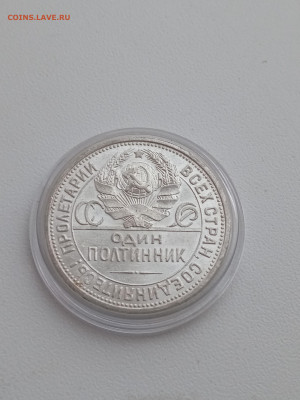 COINS.LAVE.RU
ПРОЛЕТАРИИ ВСЕХ СТРАН, СОЕДИНЯЙТЕСЬ!
ОДИН
ПОЛТИННИК